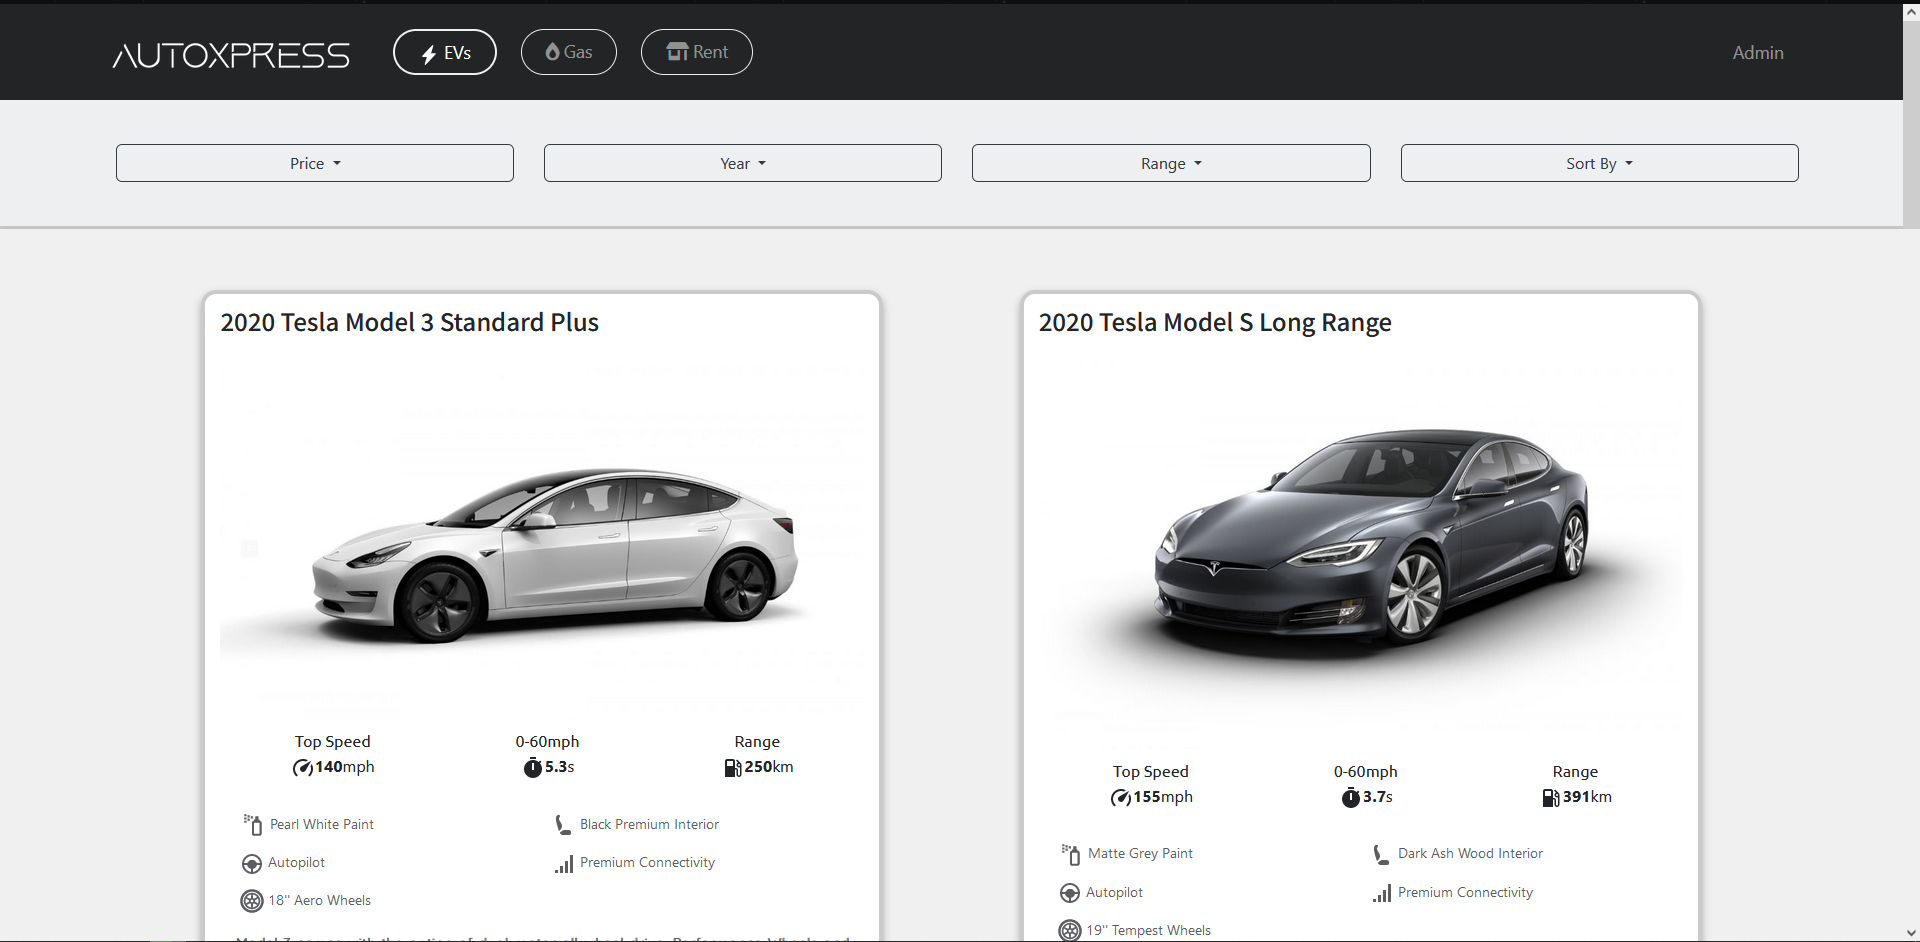 AUTOXPRESS
EVs
Gas
Rent
Admin
Price
Year
Range
Sort By
2020 Tesla Model 3 Standard Plus
Top Speed
140mph
0-60mph
5.3s
Range
250km
Pearl White Paint
Black Premium Interior
Autopilot
Premium Connectivity
18" Aero Wheels
2020 Tesla Model S Long Range
Top Speed
155mph
0-60mph
3.7s
Range
391km
Matte Grey Paint
Dark Ash Wood Interior
Autopilot
Premium Connectivity
19" Tempest Wheels